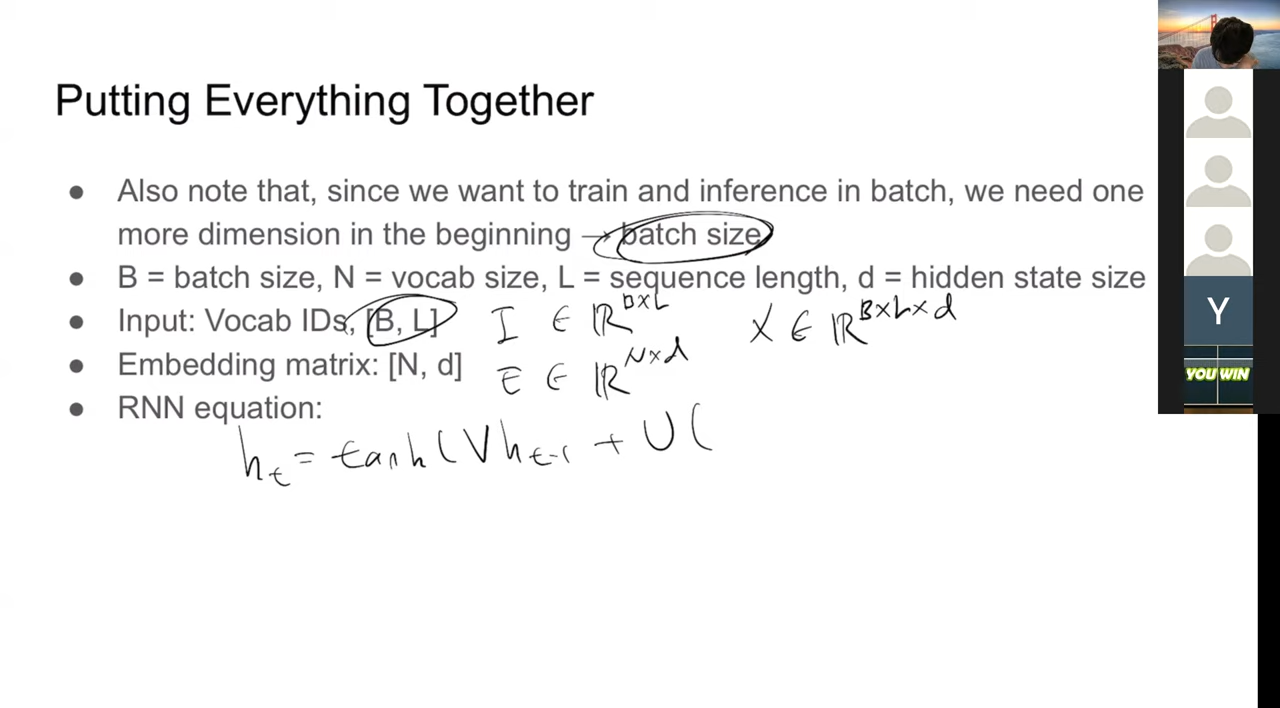 Putting Everything Together
● Also note that, since we want to train and inference in batch, we need one
more dimension in the beginning → batch size
● B = batch size, N = vocab size, L = sequence length, d = hidden state size
● Input: Vocab IDs, [B, L] I ∈ ℝ^{B×L} X ∈ ℝ^{B×L×d}
● Embedding matrix: [N, d] E ∈ ℝ^{N×d}
● RNN equation:
h_t = tanh(Vh_{t-1} + U(
Y
YOU WIN